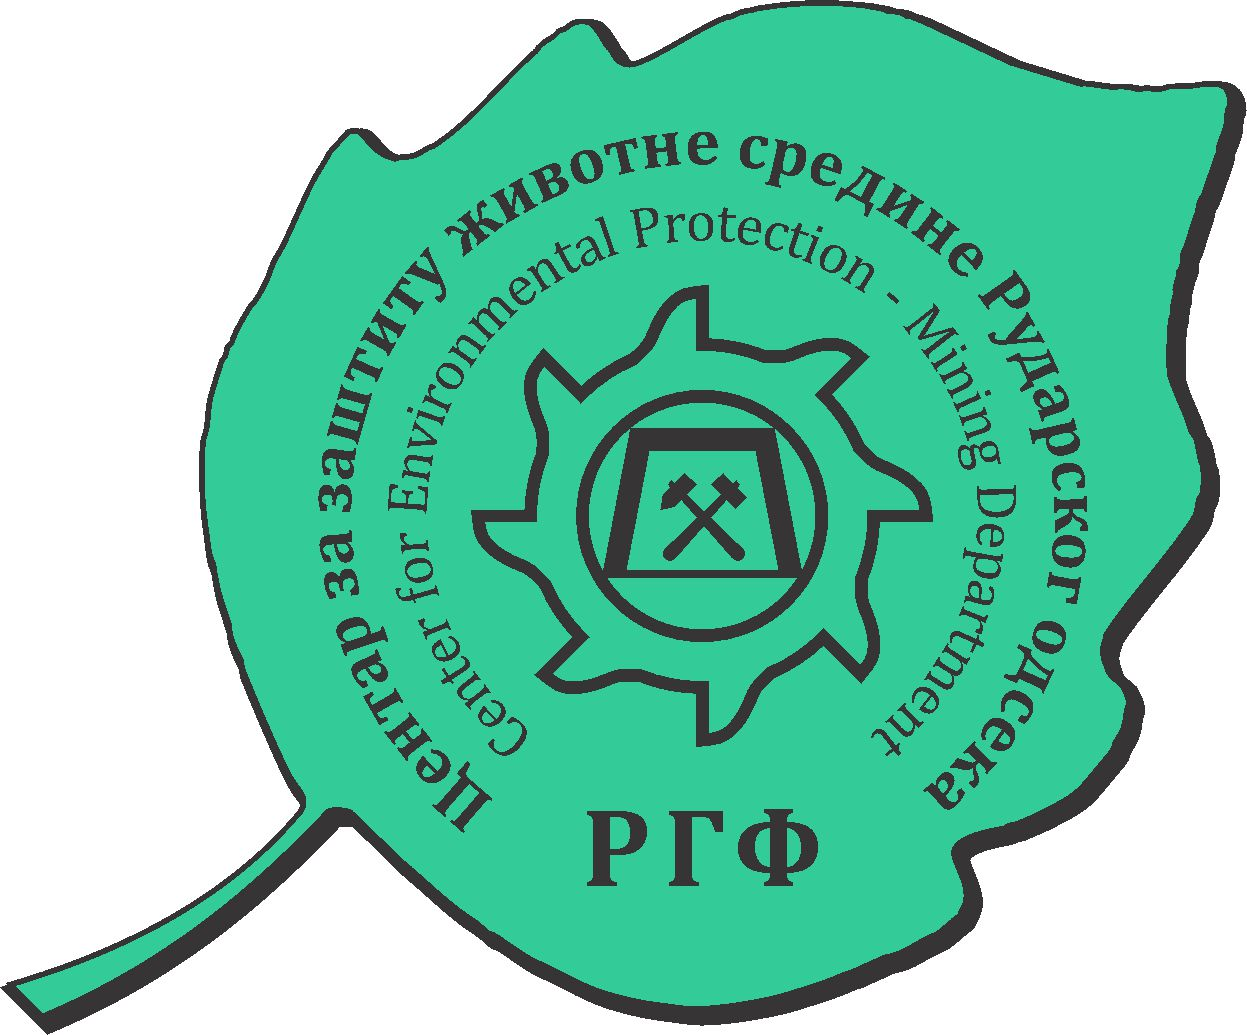 Центар за заштиту животне средине Рударског одсека
Center for Environmental Protection - Mining Department
РГФ